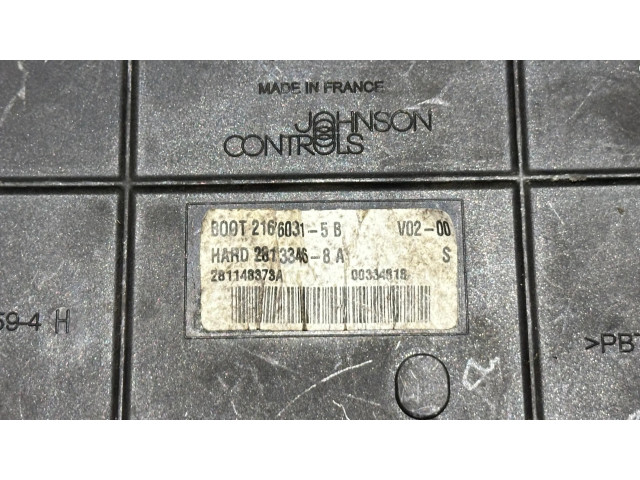 MADE IN FRANCE
JOHNSON
CONTROLS
BOOT 2166031-5 B V02-00
HARD 2813346-8 A S
281148373A 00334818
59-4 H
>PBT